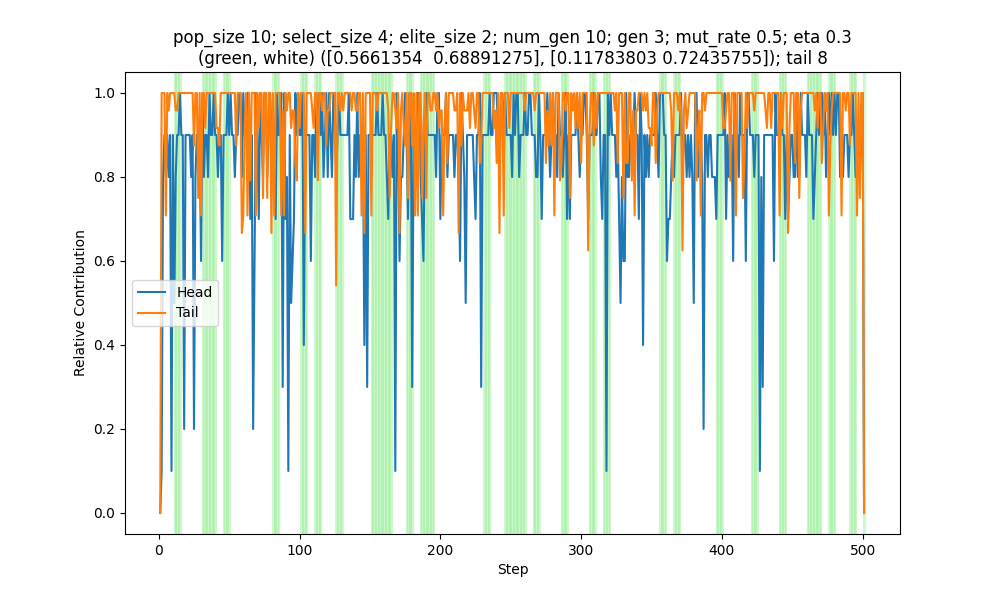 pop_size 10; select_size 4; elite_size 2; num_gen 10; gen 3; mut_rate 0.5; eta 0.3
(green, white) ([0.5661354  0.68891275], [0.11783803 0.72435755]); tail 8
1.0
0.8
0.6
0.4
0.2
0.0
Relative Contribution
Head
Tail
0
100
200
300
400
500
Step